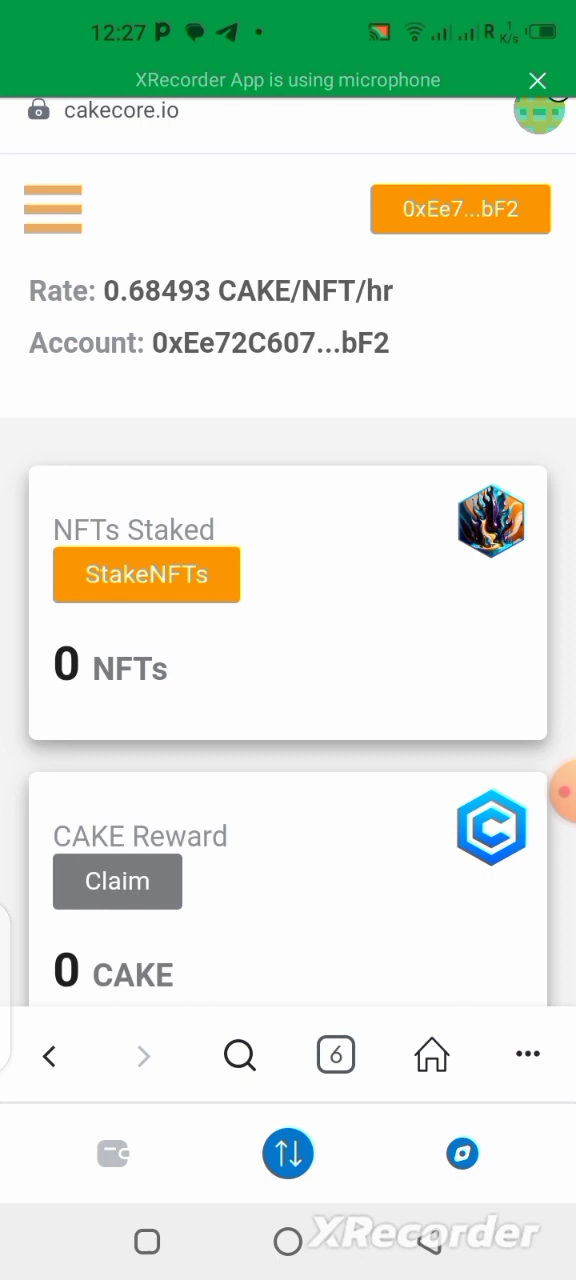 12:27
R 1 K/s
XRecorder App is using microphone
cakecore.io
0xEe7...bF2
Rate: 0.68493 CAKE/NFT/hr
Account: 0xEe72C607...bF2
NFTs Staked
StakeNFTs
0 NFTs
CAKE Reward
Claim
0 CAKE
6
XRecorder